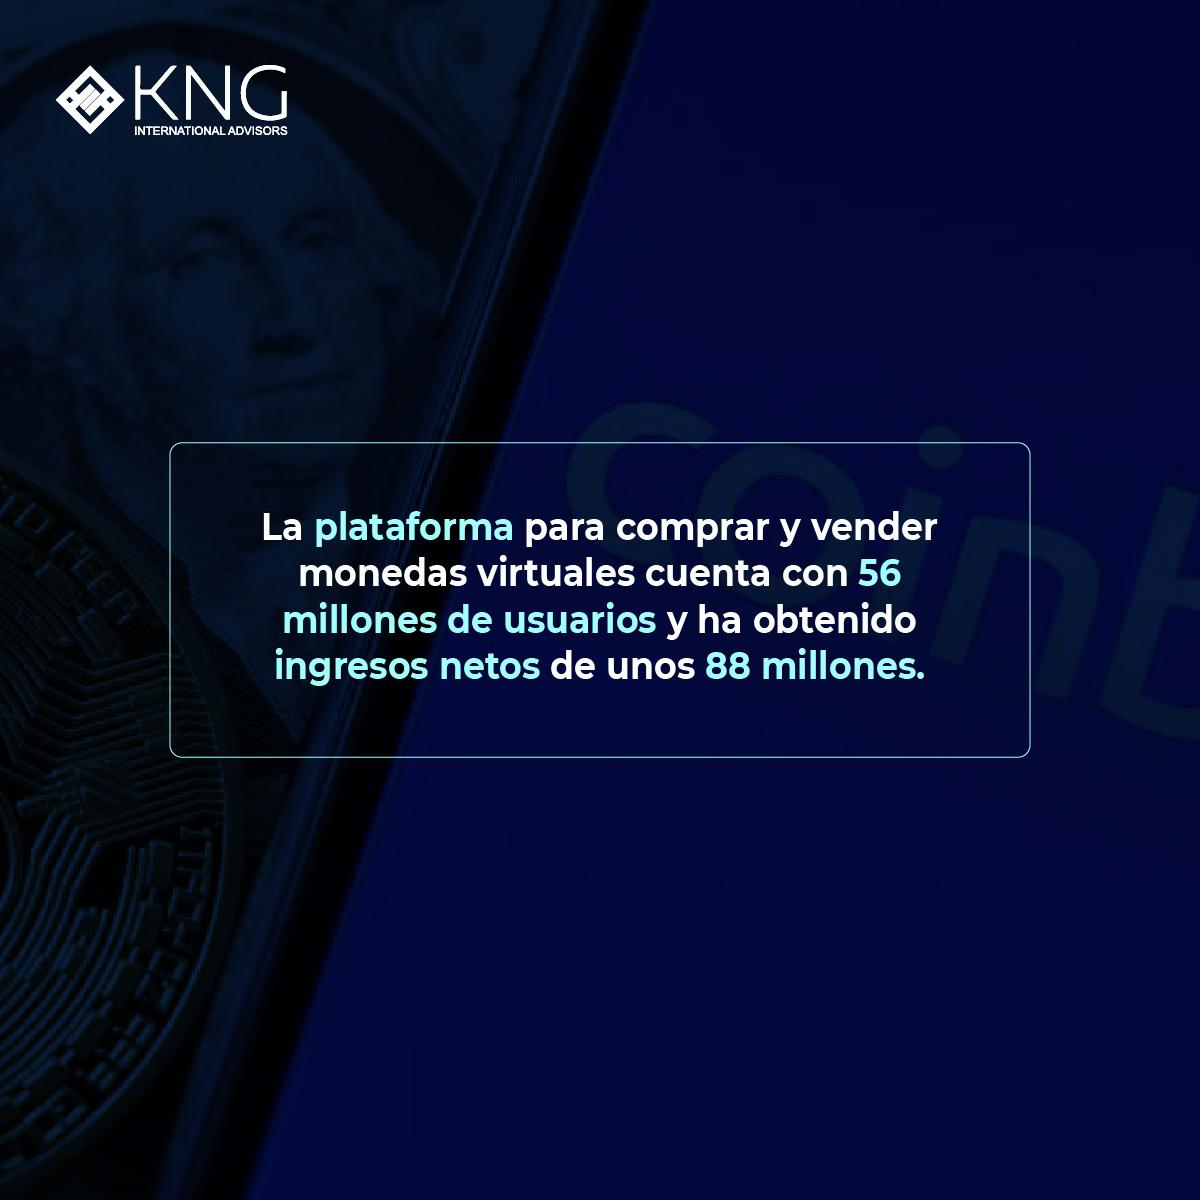 KNG
INTERNATIONAL ADVISORS
La plataforma para comprar y vender
monedas virtuales cuenta con 56
millones de usuarios y ha obtenido
ingresos netos de unos 88 millones.
coinb